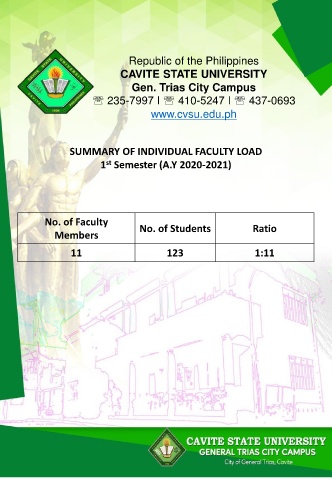 Republic of the Philippines
CAVITE STATE UNIVERSITY
Gen. Trias City Campus
☏ 235-7997 I ☏ 410-5247 I ☏ 437-0693
www.cvsu.edu.ph
SUMMARY OF INDIVIDUAL FACULTY LOAD
1st Semester (A.Y 2020-2021)
No. of Faculty Members
No. of Students
Ratio
11
123
1:11
CAVITE STATE UNIVERSITY
GENERAL TRIAS CITY CAMPUS
City of General Trias, Cavite